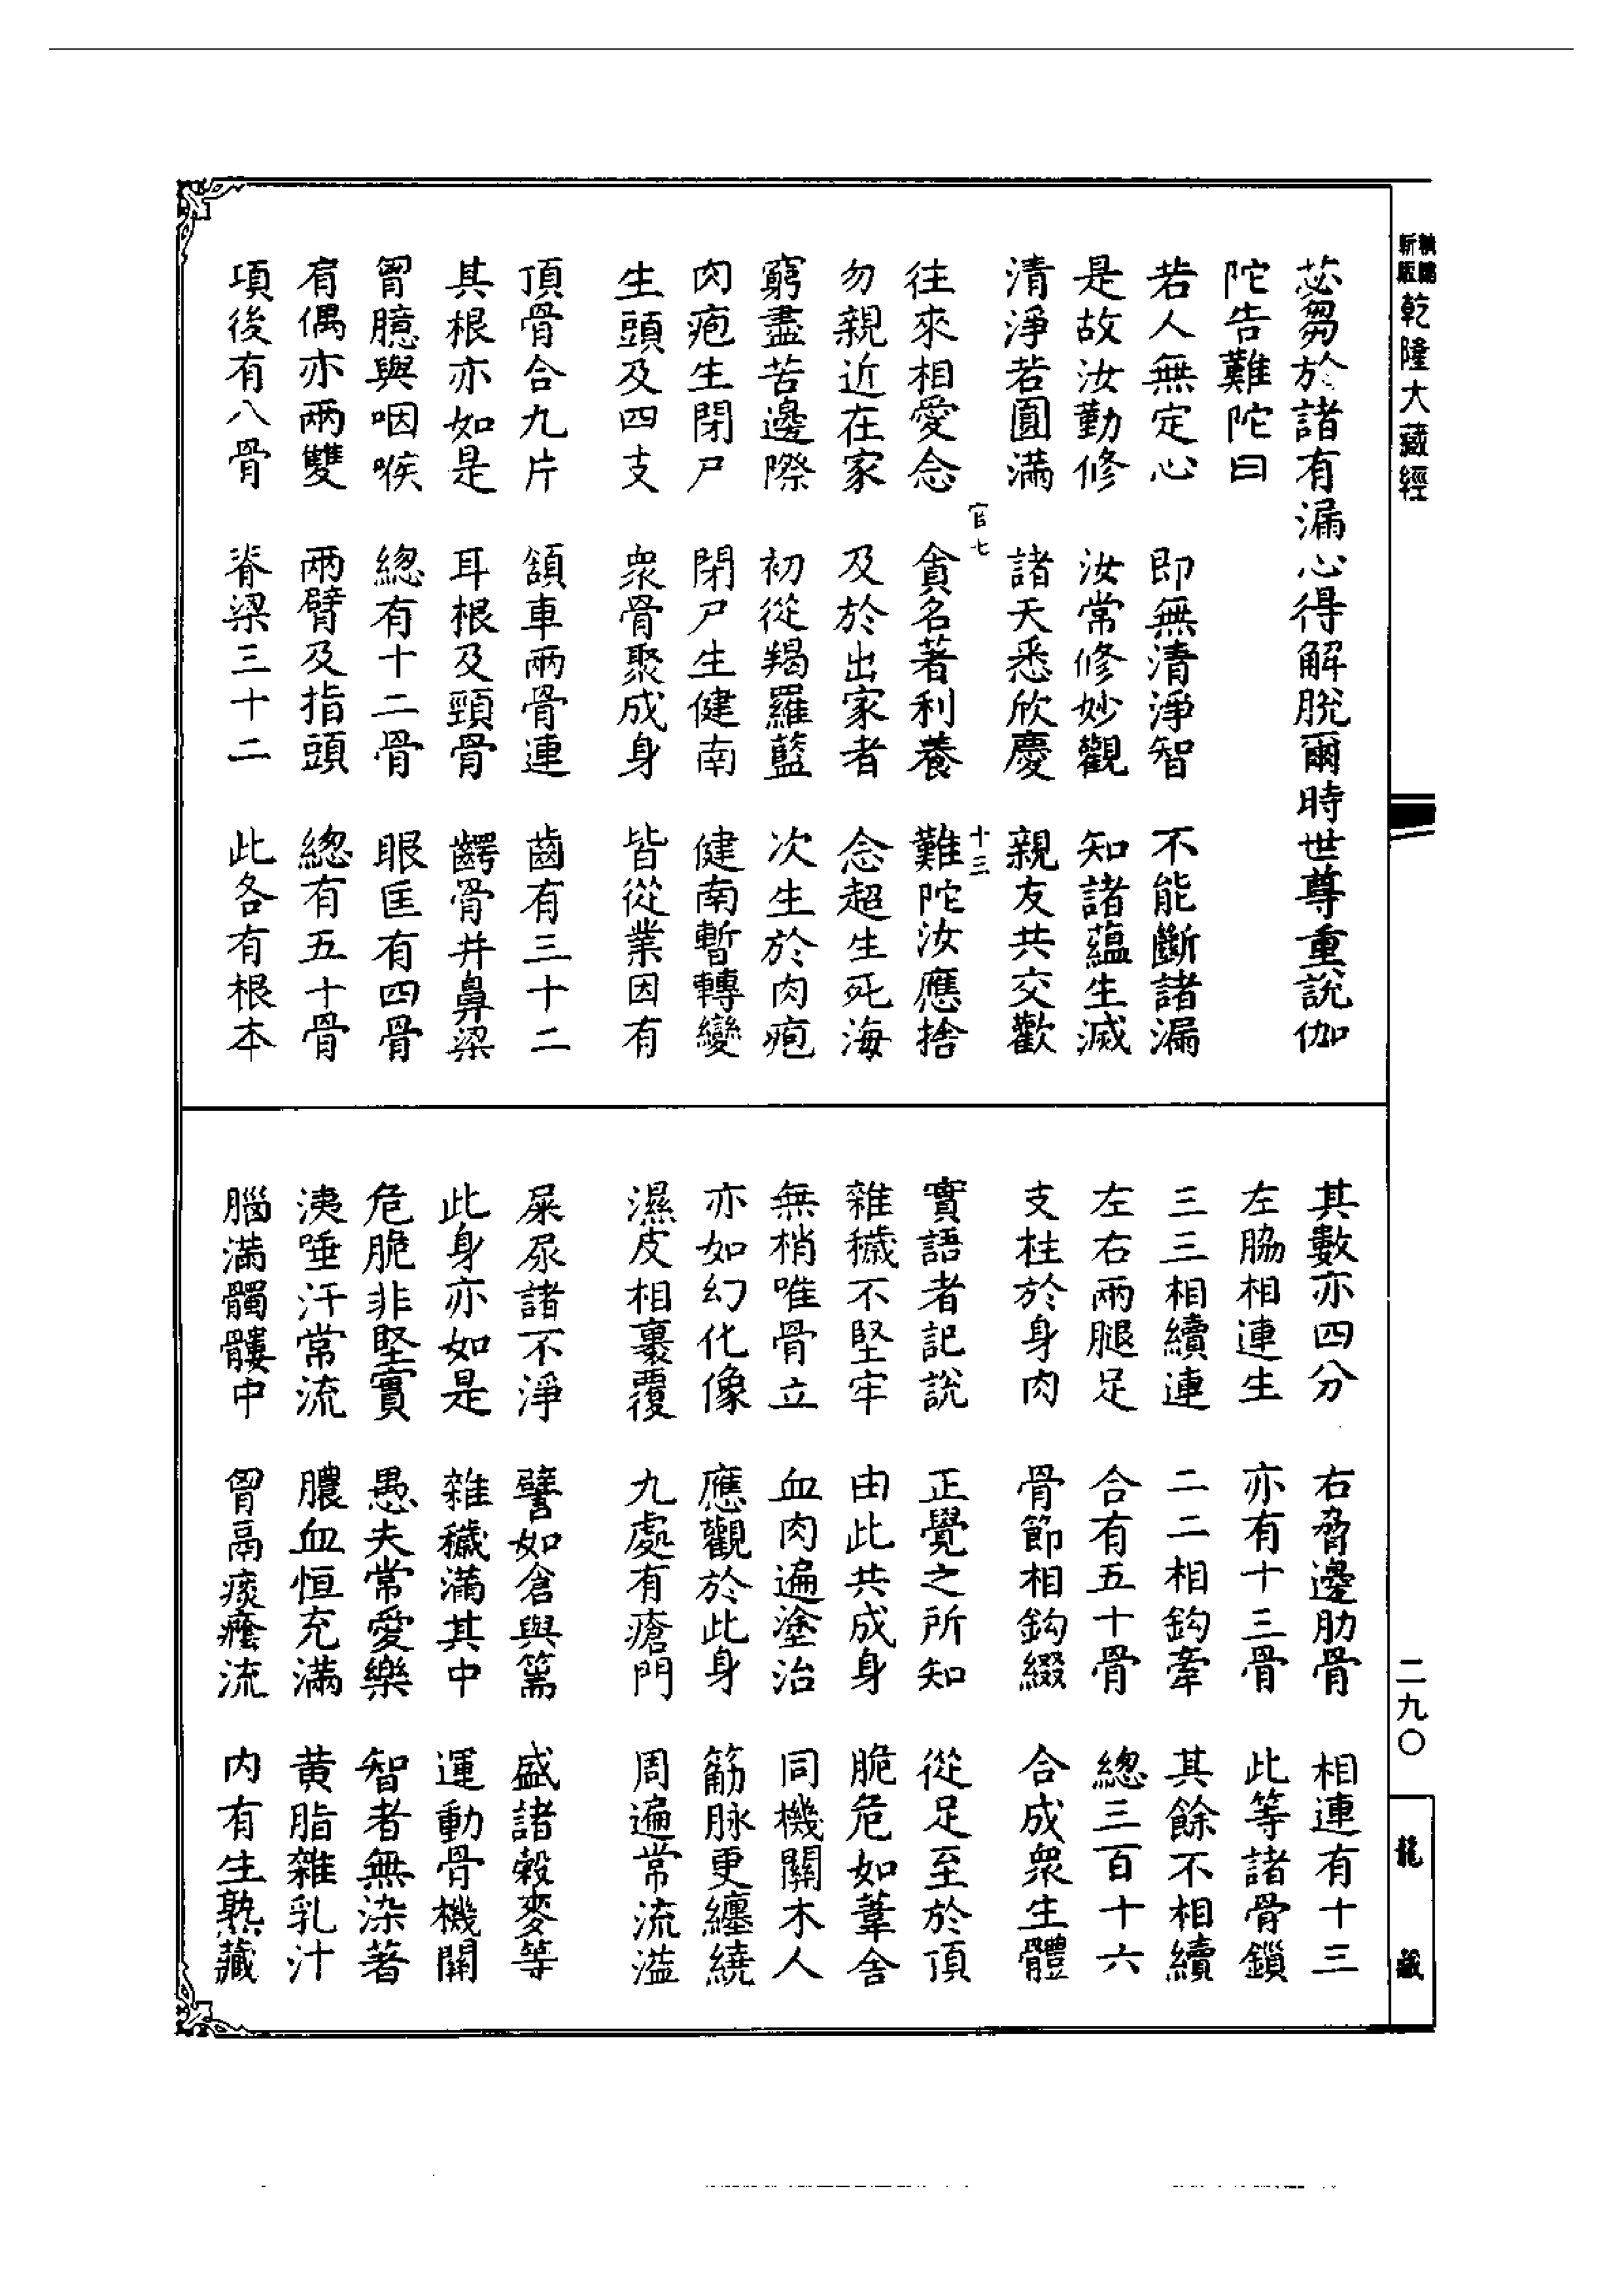 乾隆大藏經
苾芻於諸有漏心得解脫爾時世尊重說伽
陀告難陀曰
若人無定心　即無清淨智　不能斷諸漏
是故汝勤修　汝常修妙觀　知諸蘊生滅
清淨若圓滿　諸天悉欣慶　親友共交歡
官七　十三
往來相愛念　貪名著利養　難陀汝應捨
勿親近在家　及於出家者　念超生死海
窮盡苦邊際　初從羯羅藍　次生於肉疱
肉疱生閉尸　閉尸生健南　健南暫轉變
生頭及四支　衆骨聚成身　皆從業因有
頂骨合九片　頷車兩骨連　齒有三十二
其根亦如是　耳根及頸骨　齶骨并鼻梁
胷臆與咽喉　總有十二骨　眼匡有四骨
肩偶亦兩雙　兩臂及指頭　總有五十骨
項後有八骨　脊梁三十二　此各有根本
其數亦四分　右脅邊肋骨　相連有十三
左脇相連生　亦有十三骨　此等諸骨鎖
三三相續連　二二相鈎牽　其餘不相續
左右兩腿足　合有五十骨　總三百十六
支柱於身肉　骨節相鈎綴　合成衆生體
實語者記說　正覺之所知　從足至於頂
雜穢不堅牢　由此共成身　脆危如葦舍
無梢唯骨立　血肉遍塗治　同機關木人
亦如幻化像　應觀於此身　筋脉更纏繞
濕皮相裹覆　九處有瘡門　周遍常流溢
屎尿諸不淨　譬如倉與篅　盛諸穀麥等
此身亦如是　雜穢滿其中　運動骨機關
危脆非堅實　愚夫常愛樂　智者無染著
洟唾汗常流　膿血恒充滿　黄脂雜乳汁
腦滿髑髏中　胷鬲痰癊流　内有生熟藏
二九〇
龍藏